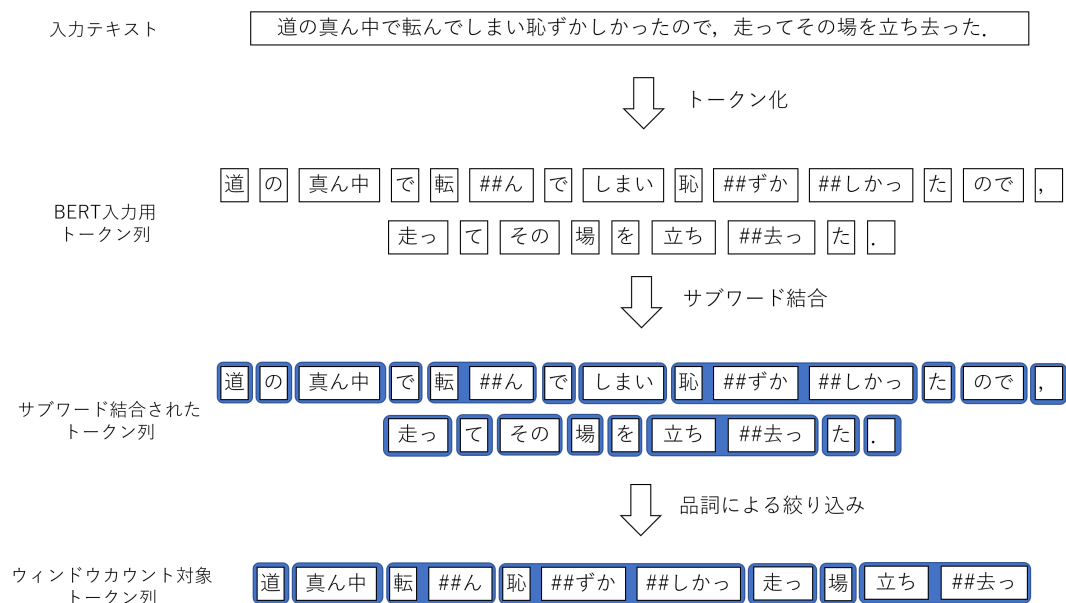 入力テキスト
道の真ん中で転んでしまい恥ずかしかったので，走ってその場を立ち去った．
トークン化
BERT入力用
トークン列
道 の 真ん中 で 転 ##ん で しまい 恥 ##ずか ##しかっ た ので ，
走っ て その 場 を 立ち ##去っ た ．
サブワード結合
サブワード結合された
トークン列
道 の 真ん中 で 転 ##ん で しまい 恥 ##ずか ##しかっ た ので ，
走っ て その 場 を 立ち ##去っ た ．
品詞による絞り込み
ウィンドウカウント対象
トークン列
道 真ん中 転 ##ん 恥 ##ずか ##しかっ 走っ 場 立ち ##去っ